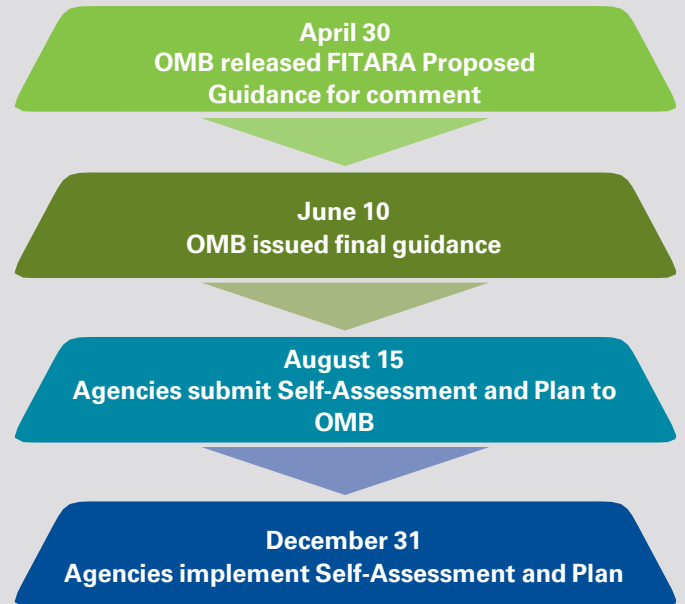 April 30
OMB released FITARA Proposed
Guidance for comment
June 10
OMB issued final guidance
August 15
Agencies submit Self-Assessment and Plan to
OMB
December 31
Agencies implement Self-Assessment and Plan